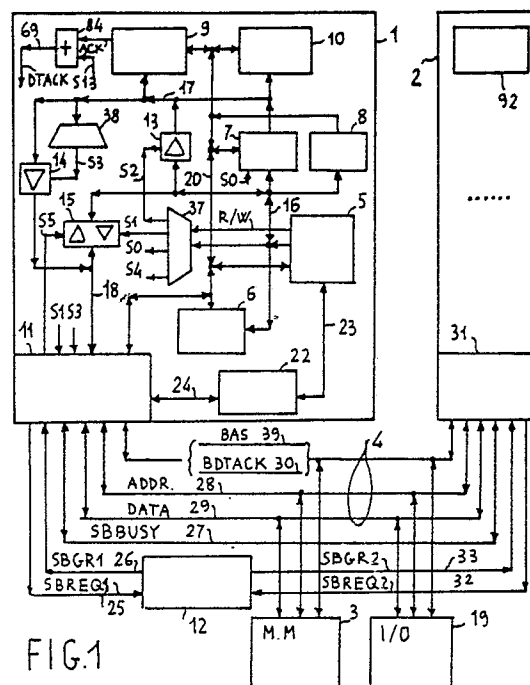 69
84
9
10
1
ACK
DTACK
S13
17
2
92
38
13
7
8
S3
S2
20
S0
14
15
S5
S1
37
R/W
16
5
S0
S4
18
6
23
11
S1 S3
22
24
31
BAS 39
BDTACK 30
4
ADDR. 28
DATA 29
SBBUSY 27
SBGR1 26
SBREQ1
25
SBGR2 33
SBREQ2 32
12
M.M 3
I/O 19
FIG.1